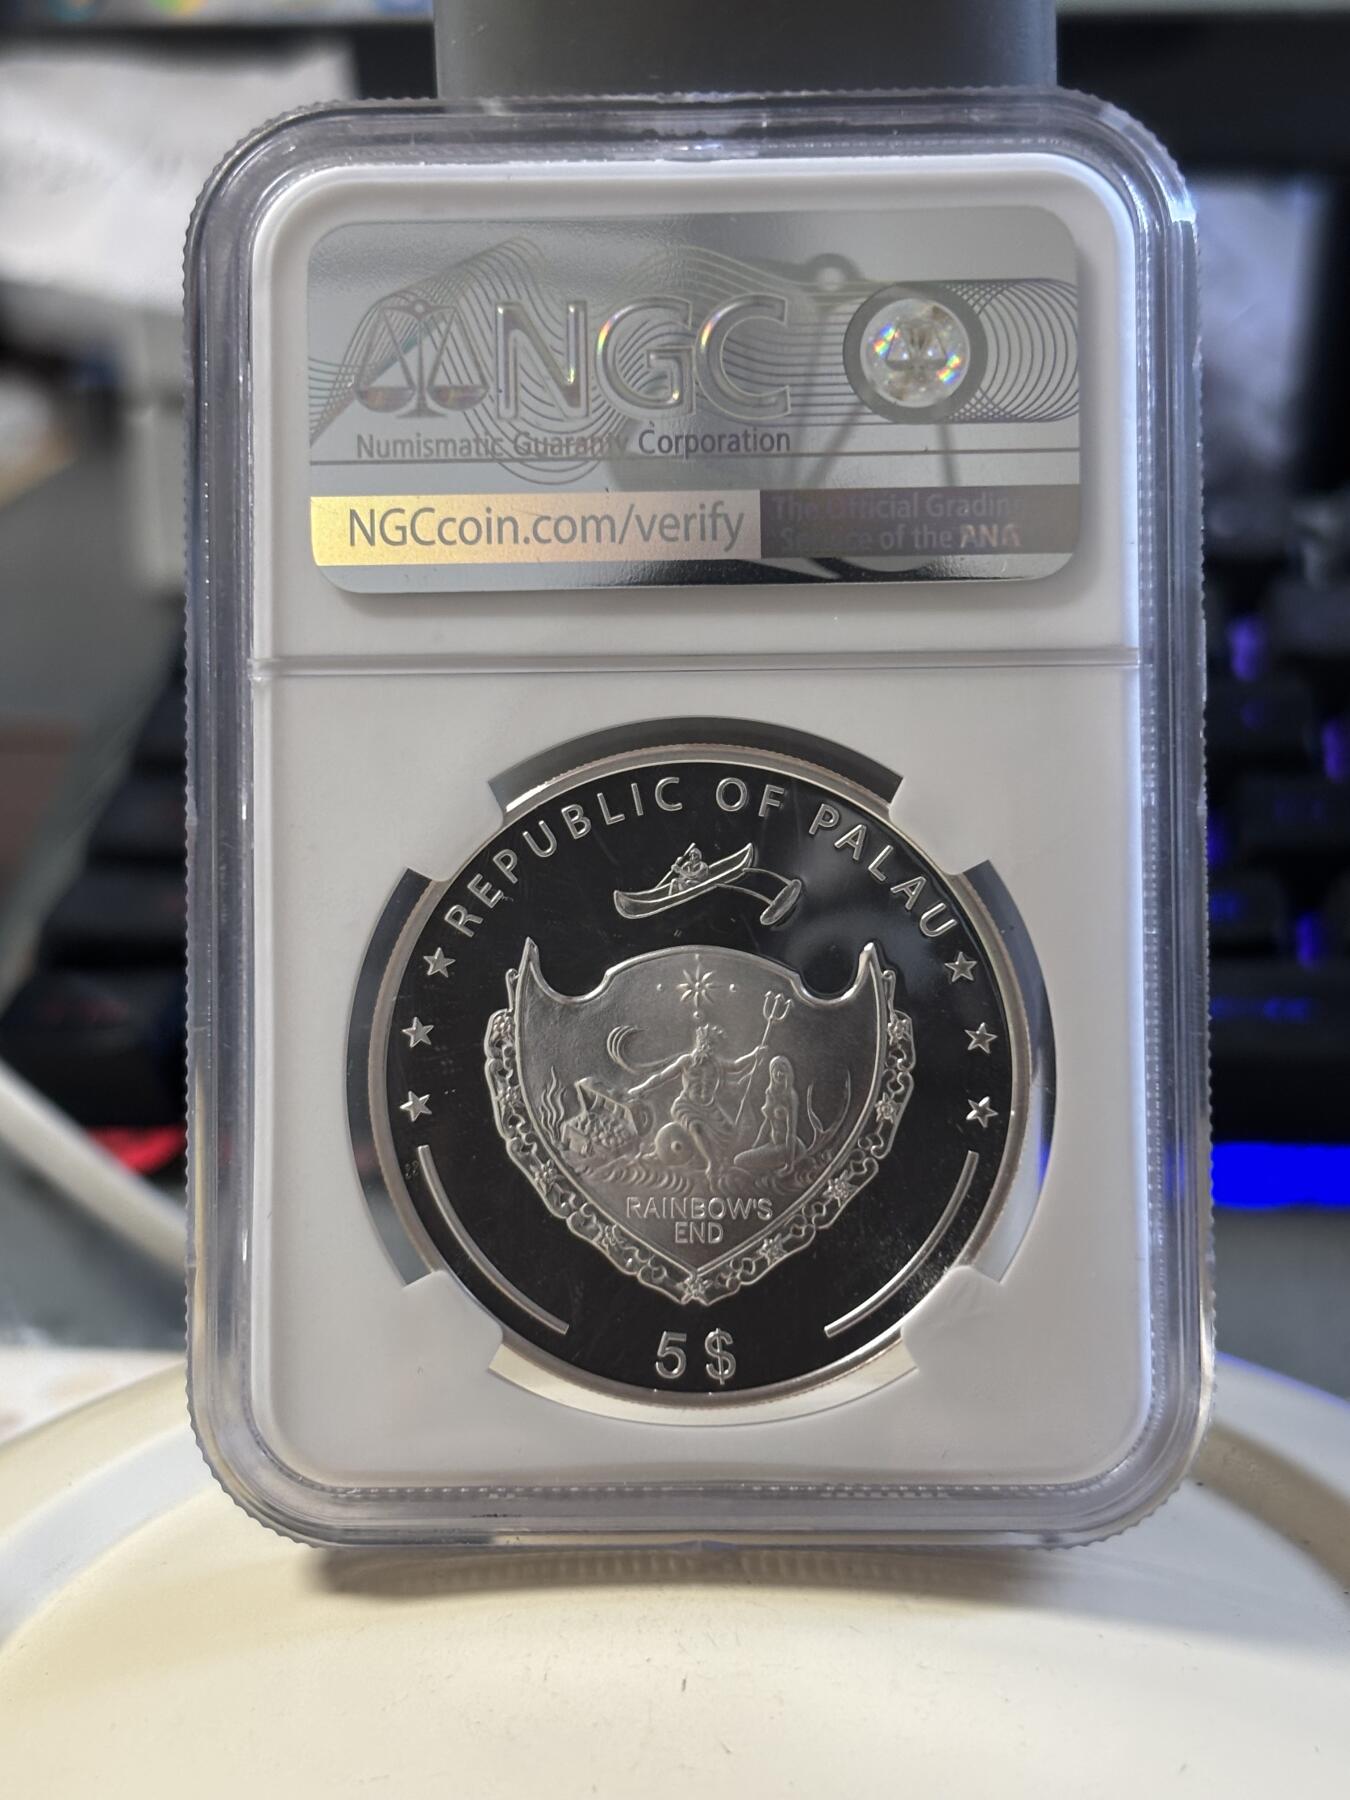 NGC
Numismatic Guaranty Corporation
NGCcoin.com/verify
The Official Grading
Service of the ANA
REPUBLIC OF PALAU
RAINBOW'S
END
5 $